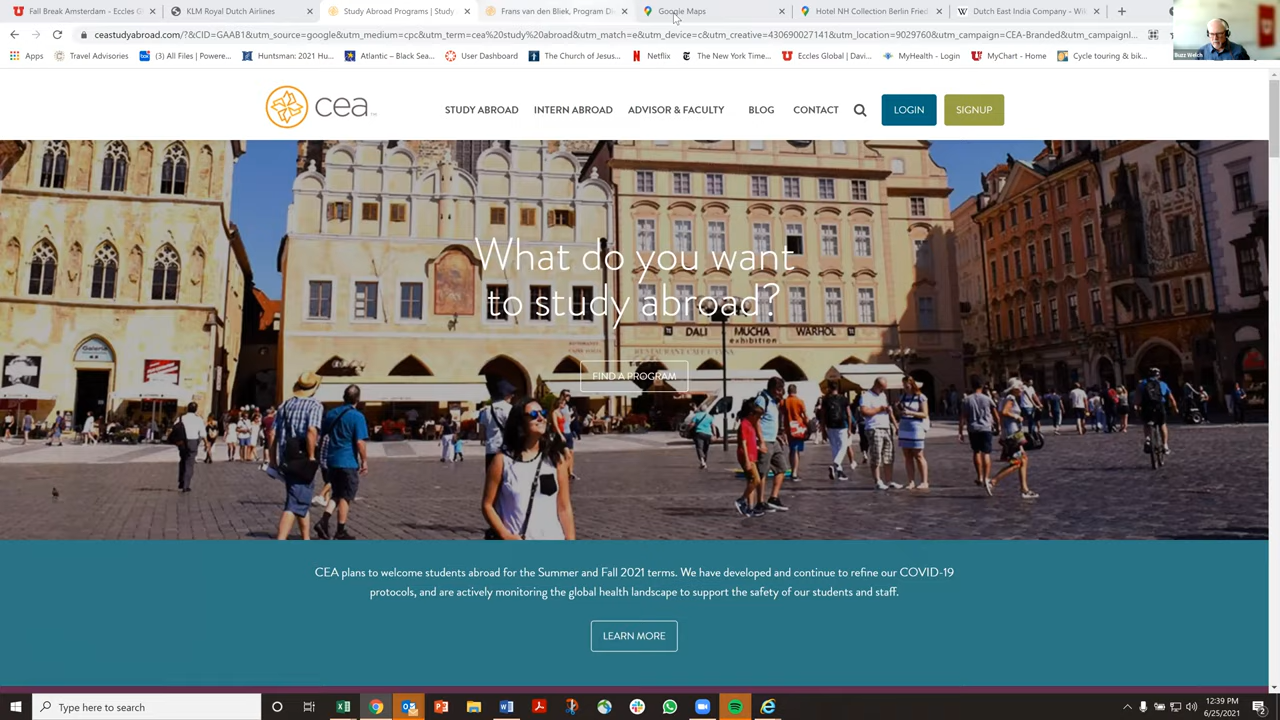 Fall Break Amsterdam - Eccles G
KLM Royal Dutch Airlines
Study Abroad Programs | Study
Frans van den Bliek, Program Di
Google Maps
Hotel NH Collection Berlin Fried
Dutch East India Company - Wik
ceastudyabroad.com/?&CID=GAAB1&utm_source=google&utm_medium=cpc&utm_term=cea%20study%20abroad&utm_match=e&utm_device=c&utm_creative=430690027141&utm_location=9029760&utm_campaign=CEA-Branded&utm_campaignI...
Apps
Travel Advisories
(3) All Files | Powere...
Huntsman: 2021 Hu...
Atlantic – Black Sea...
User Dashboard
The Church of Jesus...
Netflix
The New York Time...
Eccles Global | Davi...
MyHealth - Login
MyChart - Home
Cycle touring & bik...
Buzz Welch
cea
STUDY ABROAD
INTERN ABROAD
ADVISOR & FACULTY
BLOG
CONTACT
LOGIN
SIGNUP
What do you want
to study abroad?
DALI MUCHA WARHOL
exhibition
FIND A PROGRAM
CEA plans to welcome students abroad for the Summer and Fall 2021 terms. We have developed and continue to refine our COVID-19
protocols, and are actively monitoring the global health landscape to support the safety of our students and staff.
LEARN MORE
Type here to search
12:39 PM
6/25/2021